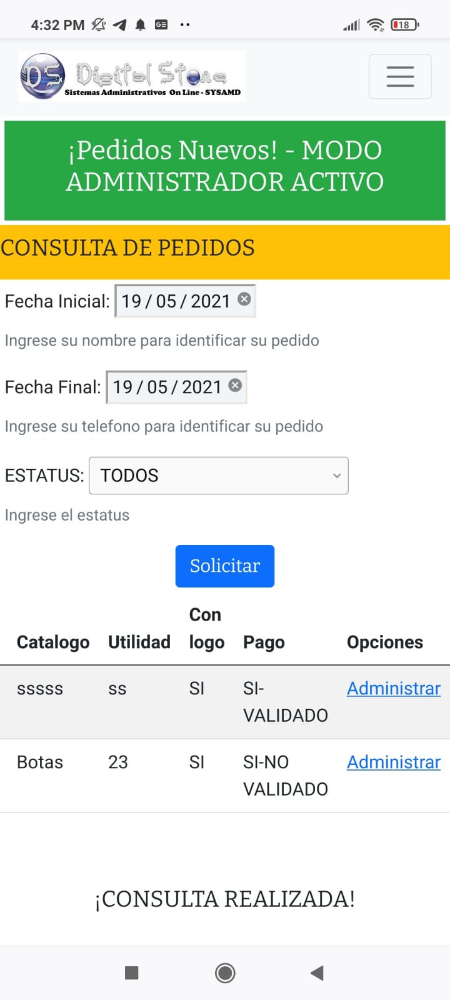 4:32 PM
18
DS Digital Store
Sistemas Administrativos On Line - SYSAMD
¡Pedidos Nuevos! - MODO
ADMINISTRADOR ACTIVO
CONSULTA DE PEDIDOS
Fecha Inicial: 19 / 05 / 2021
Ingrese su nombre para identificar su pedido
Fecha Final: 19 / 05 / 2021
Ingrese su telefono para identificar su pedido
ESTATUS: TODOS
Ingrese el estatus
Solicitar
Con
Catalogo Utilidad logo Pago Opciones
sssss ss SI SI- Administrar
VALIDADO
Botas 23 SI SI-NO Administrar
VALIDADO
¡CONSULTA REALIZADA!